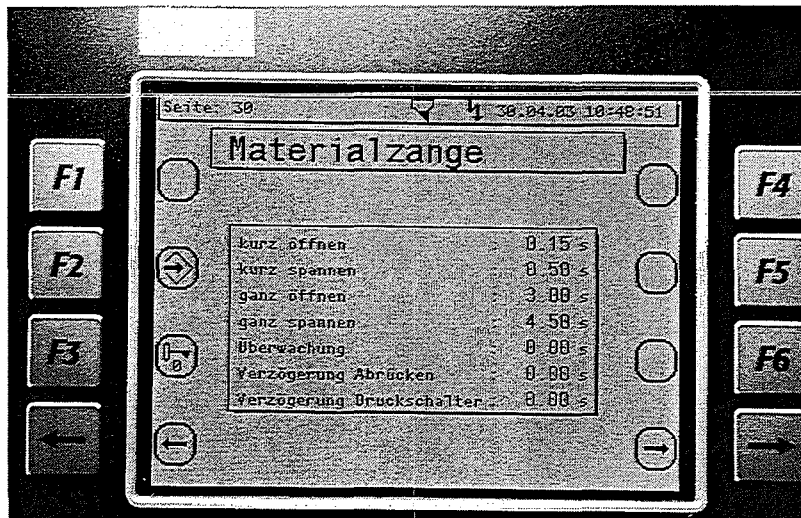 Seite: 30 30.04.03 10:48:51
Materialzange
F1
F2
F3
kurz öffnen : 0.15 s
kurz spannen : 0.50 s
ganz öffnen : 3.00 s
ganz spannen : 4.50 s
Überwachung : 0.00 s
Verzögerung Abrücken : 0.00 s
Verzögerung Druckschalter : 0.00 s
0
F4
F5
F6